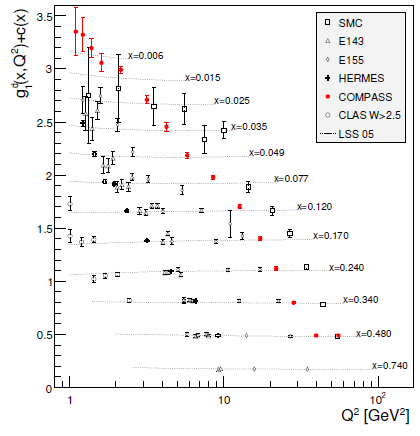 g₁ᵈ(x,Q²)+c(x)
3.5
3
2.5
2
1.5
1
0.5
0
x=0.006
x=0.015
x=0.025
x=0.035
x=0.049
x=0.077
x=0.120
x=0.170
x=0.240
x=0.340
x=0.480
x=0.740
SMC
E143
E155
HERMES
COMPASS
CLAS W>2.5
LSS 05
1
10
10²
Q² [GeV²]